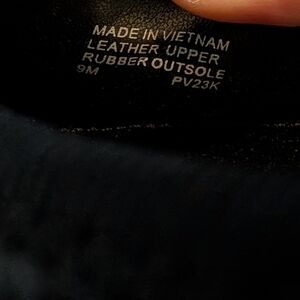 MADE IN VIETNAM
LEATHER UPPER
RUBBER OUTSOLE
9M PV23K